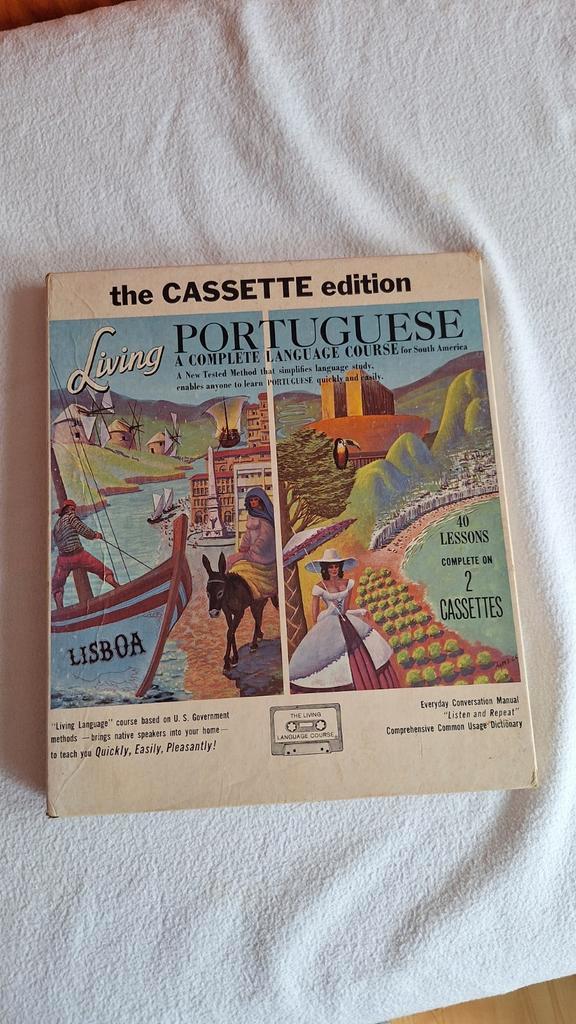 the CASSETTE edition
Living PORTUGUESE
A COMPLETE LANGUAGE COURSE for South America
A New Tested Method that simplifies language study,
enables anyone to learn PORTUGUESE quickly and easily.
LISBOA
40
LESSONS
COMPLETE ON
2
CASSETTES
"Living Language" course based on U. S. Government
methods — brings native speakers into your home —
to teach you Quickly, Easily, Pleasantly!
THE LIVING
LANGUAGE COURSE
Everyday Conversation Manual
"Listen and Repeat"
Comprehensive Common Usage Dictionary